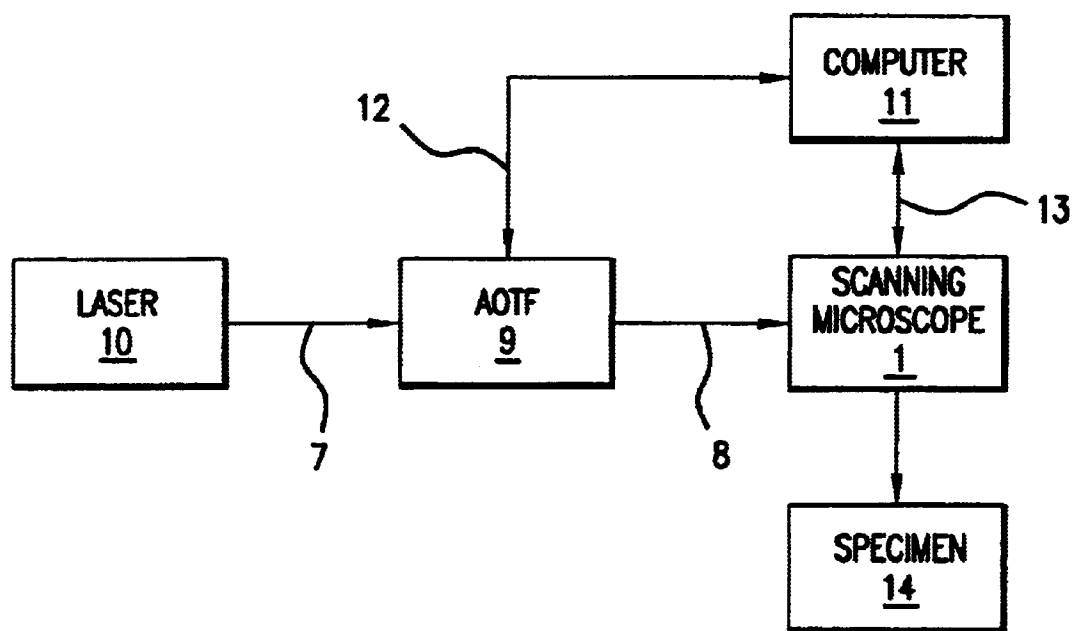 COMPUTER
11
12
13
LASER
10
AOTF
9
SCANNING
MICROSCOPE
1
7
8
SPECIMEN
14